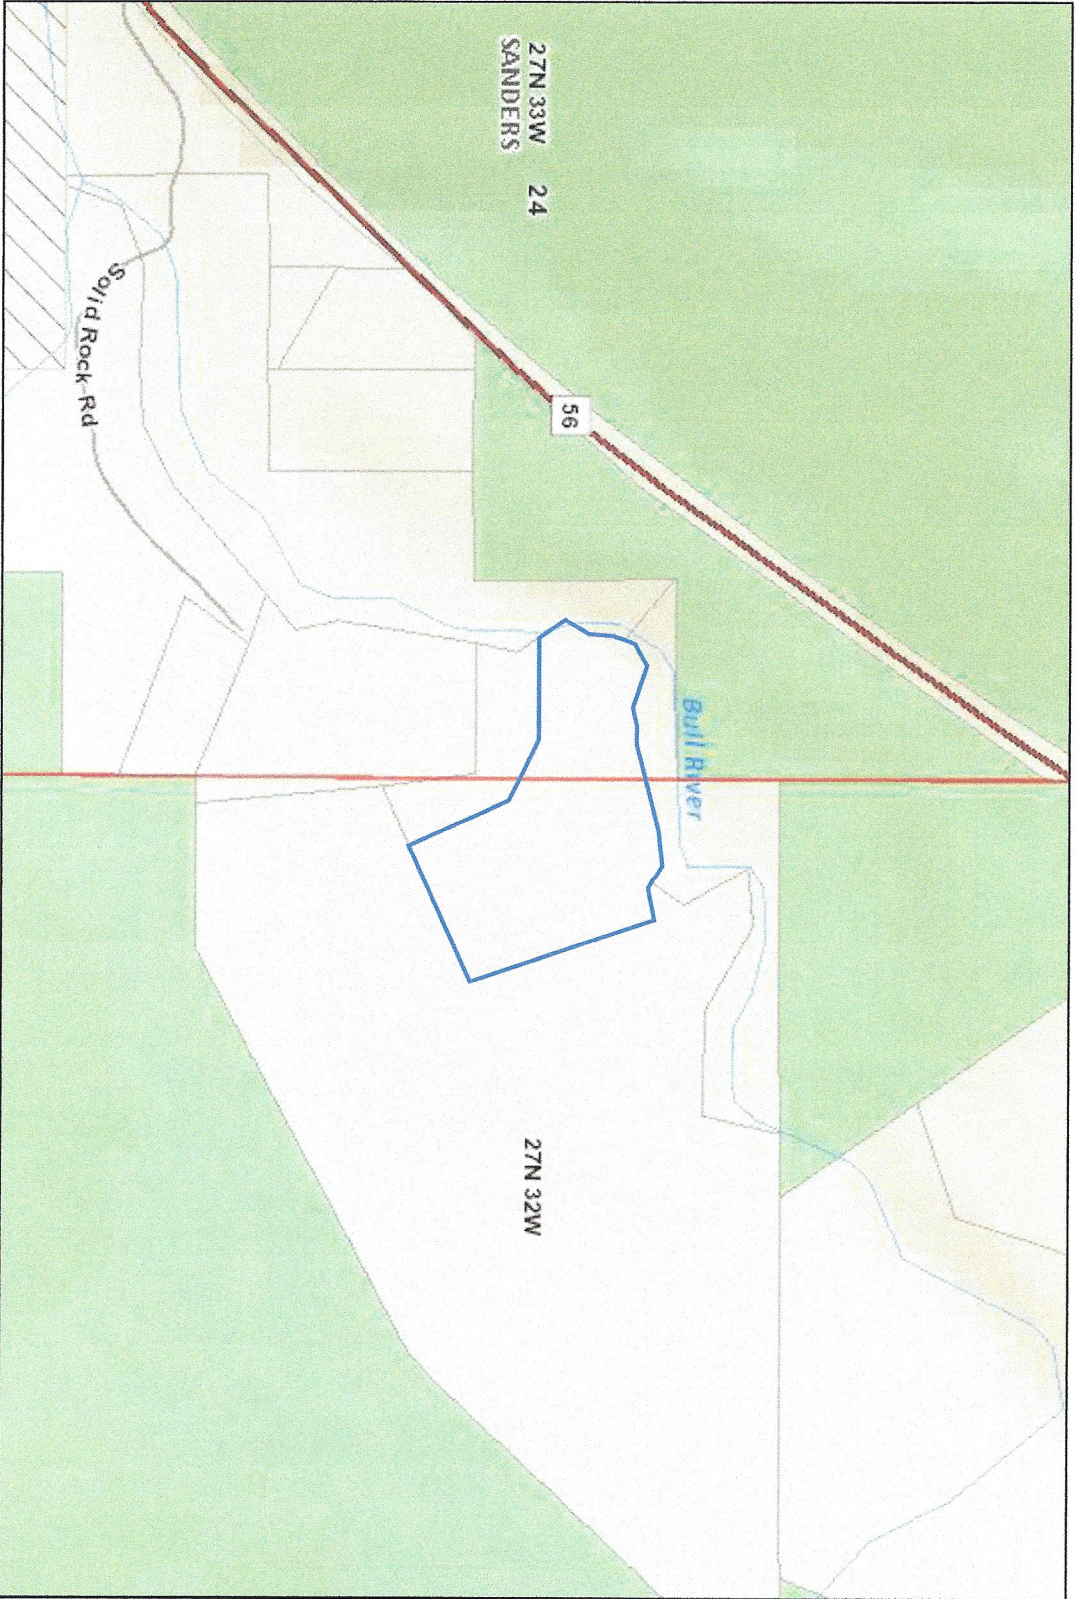 27N 33W 24
SANDERS
56
Solid Rock Rd
Bull River
27N 32W